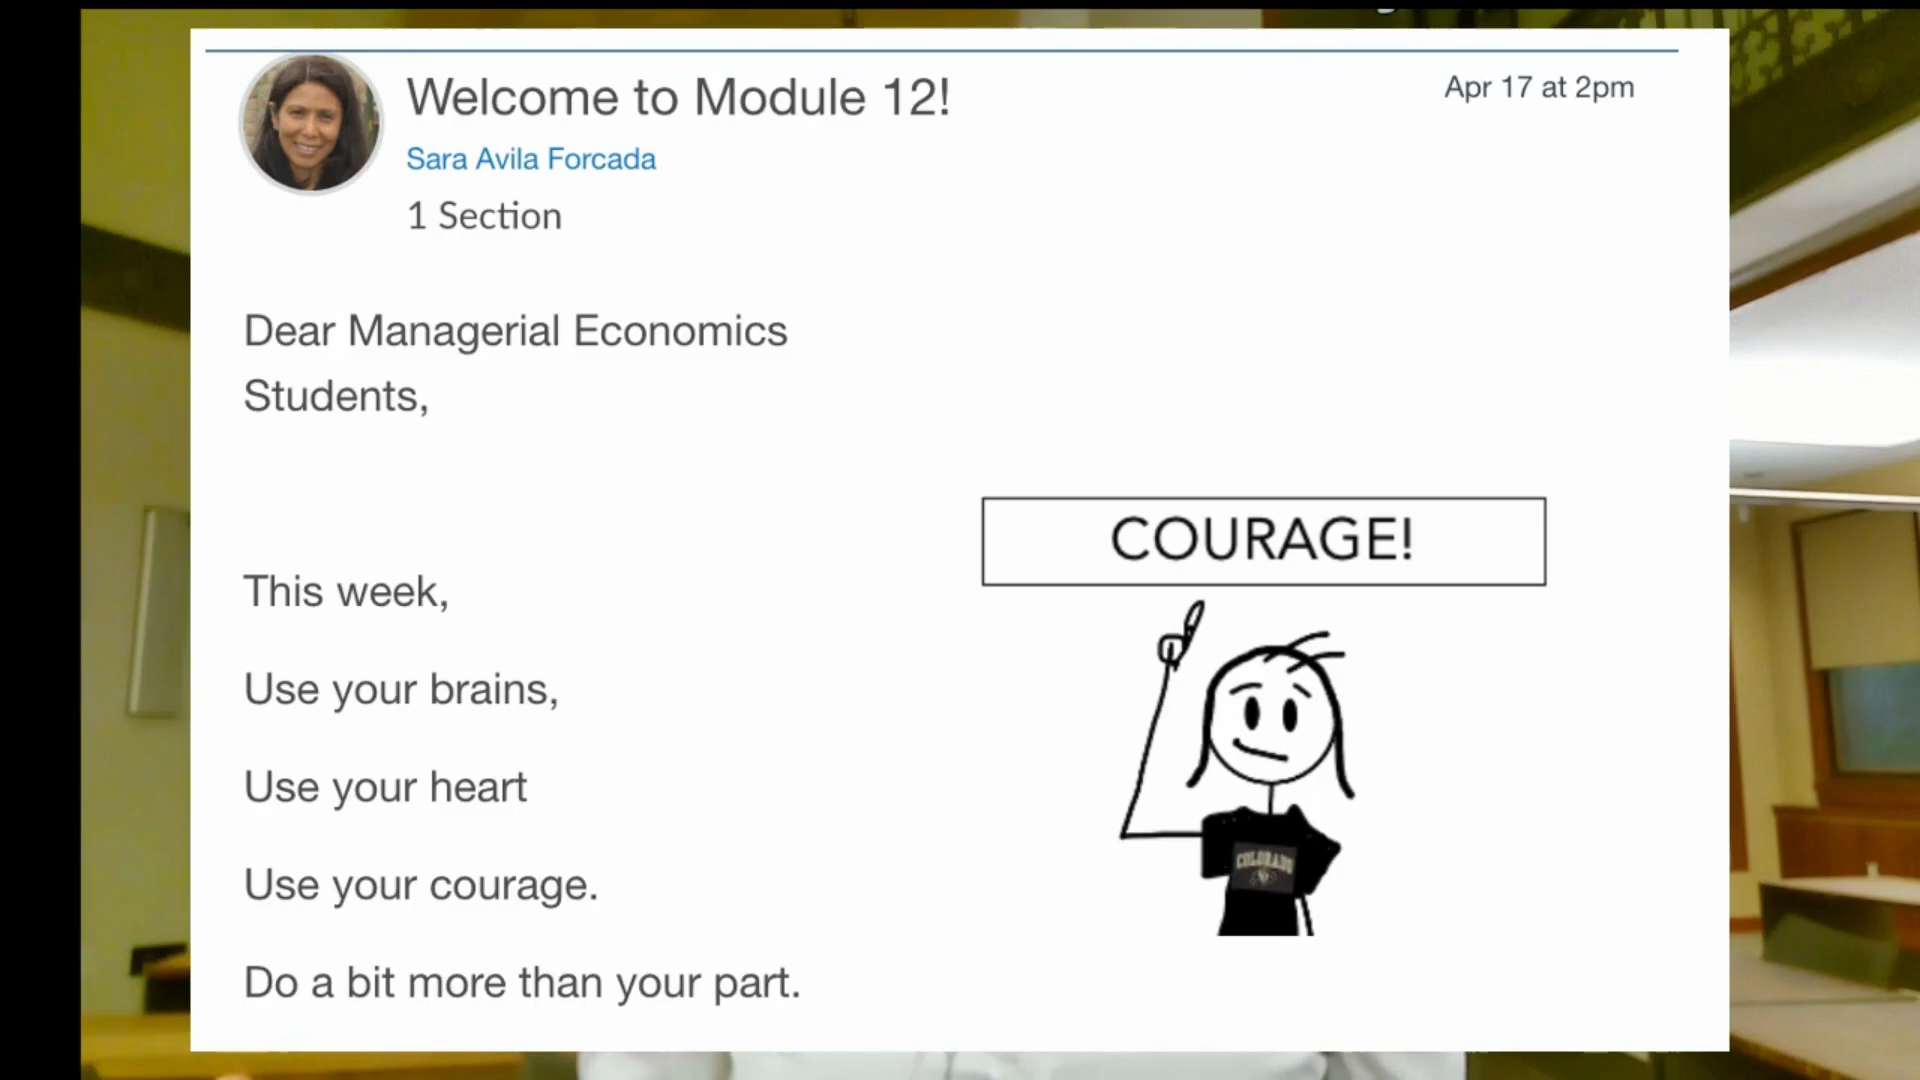 Welcome to Module 12!
Apr 17 at 2pm
Sara Avila Forcada
1 Section
Dear Managerial Economics
Students,
This week,
Use your brains,
Use your heart
Use your courage.
Do a bit more than your part.
COURAGE!
COLORADO